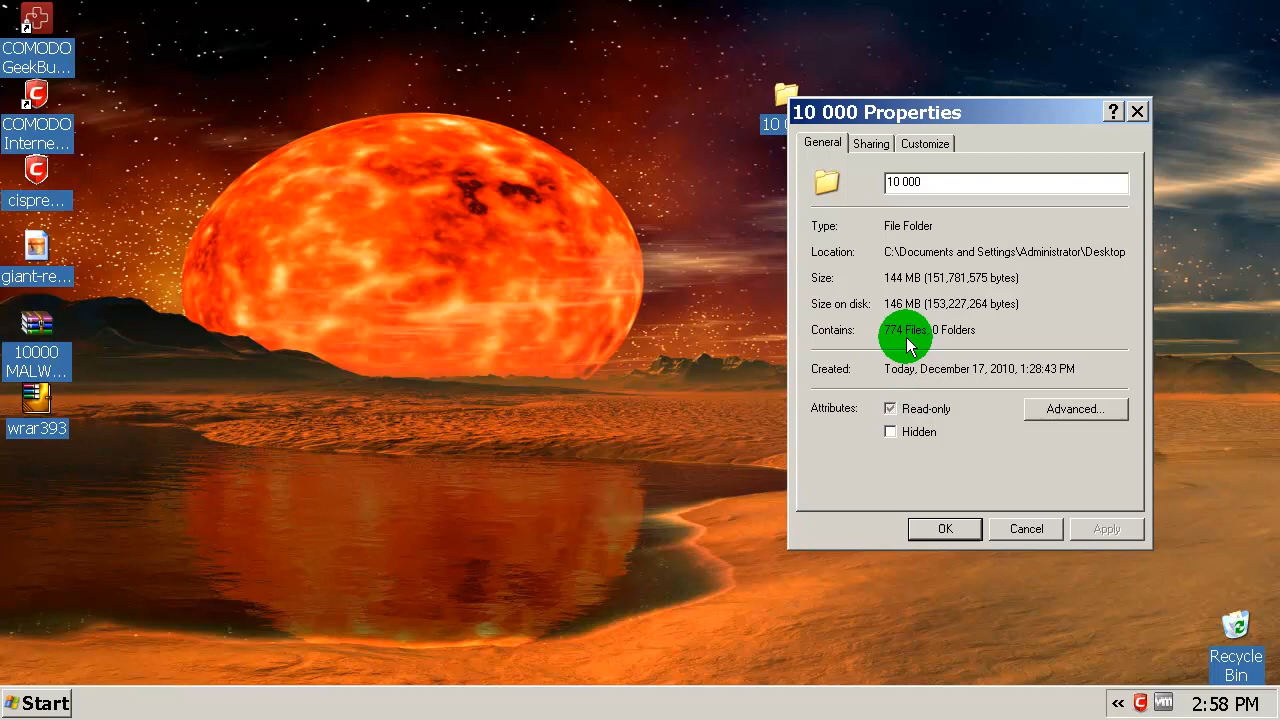 COMODO
GeekBu...
COMODO
Interne...
cispre...
giant-re...
10000
MALW...
wrar393
10 000 Properties
General
Sharing
Customize
10 000
Type:
File Folder
Location:
C:\Documents and Settings\Administrator\Desktop
Size:
144 MB (151,781,575 bytes)
Size on disk:
146 MB (153,227,264 bytes)
Contains:
774 Files, 0 Folders
Created:
Today, December 17, 2010, 1:28:43 PM
Attributes:
Read-only
Advanced...
Hidden
OK
Cancel
Apply
Recycle
Bin
Start
2:58 PM